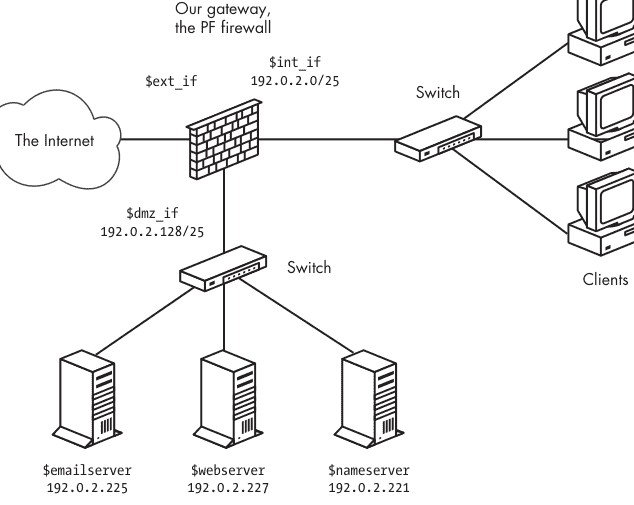 Our gateway,
the PF firewall
$int_if
192.0.2.0/25
$ext_if
Switch
The Internet
$dmz_if
192.0.2.128/25
Switch
Clients
$emailserver
192.0.2.225
$webserver
192.0.2.227
$nameserver
192.0.2.221